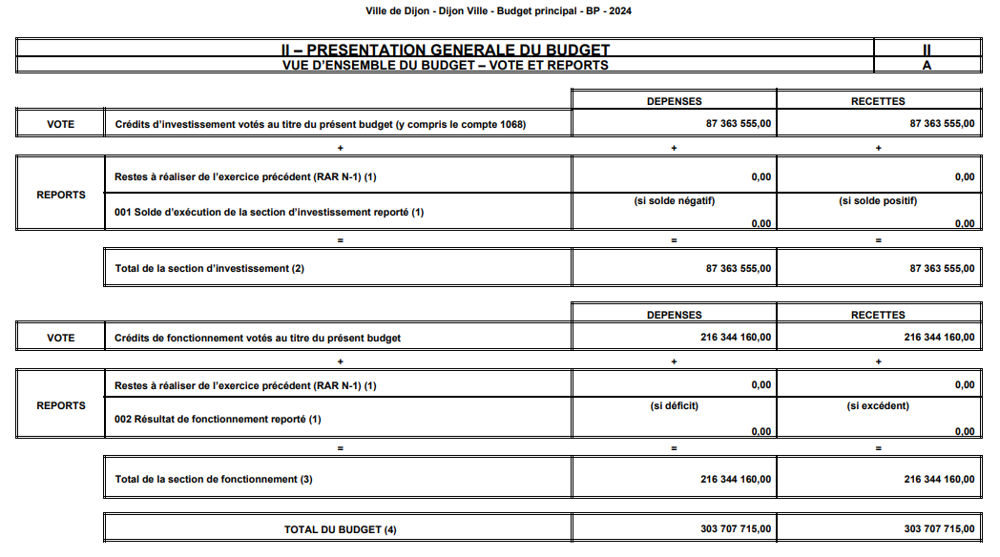 Ville de Dijon - Dijon Ville - Budget principal - BP - 2024
II – PRESENTATION GENERALE DU BUDGET II
VUE D'ENSEMBLE DU BUDGET – VOTE ET REPORTS A
DEPENSES RECETTES
VOTE Crédits d'investissement votés au titre du présent budget (y compris le compte 1068) 87 363 555,00 87 363 555,00
+ + +
REPORTS
Restes à réaliser de l'exercice précédent (RAR N-1) (1) 0,00 0,00
001 Solde d'exécution de la section d'investissement reporté (1) (si solde négatif) 0,00 (si solde positif) 0,00
= = =
Total de la section d'investissement (2) 87 363 555,00 87 363 555,00
DEPENSES RECETTES
VOTE Crédits de fonctionnement votés au titre du présent budget 216 344 160,00 216 344 160,00
+ + +
REPORTS
Restes à réaliser de l'exercice précédent (RAR N-1) (1) 0,00 0,00
002 Résultat de fonctionnement reporté (1) (si déficit) 0,00 (si excédent) 0,00
= = =
Total de la section de fonctionnement (3) 216 344 160,00 216 344 160,00
TOTAL DU BUDGET (4) 303 707 715,00 303 707 715,00